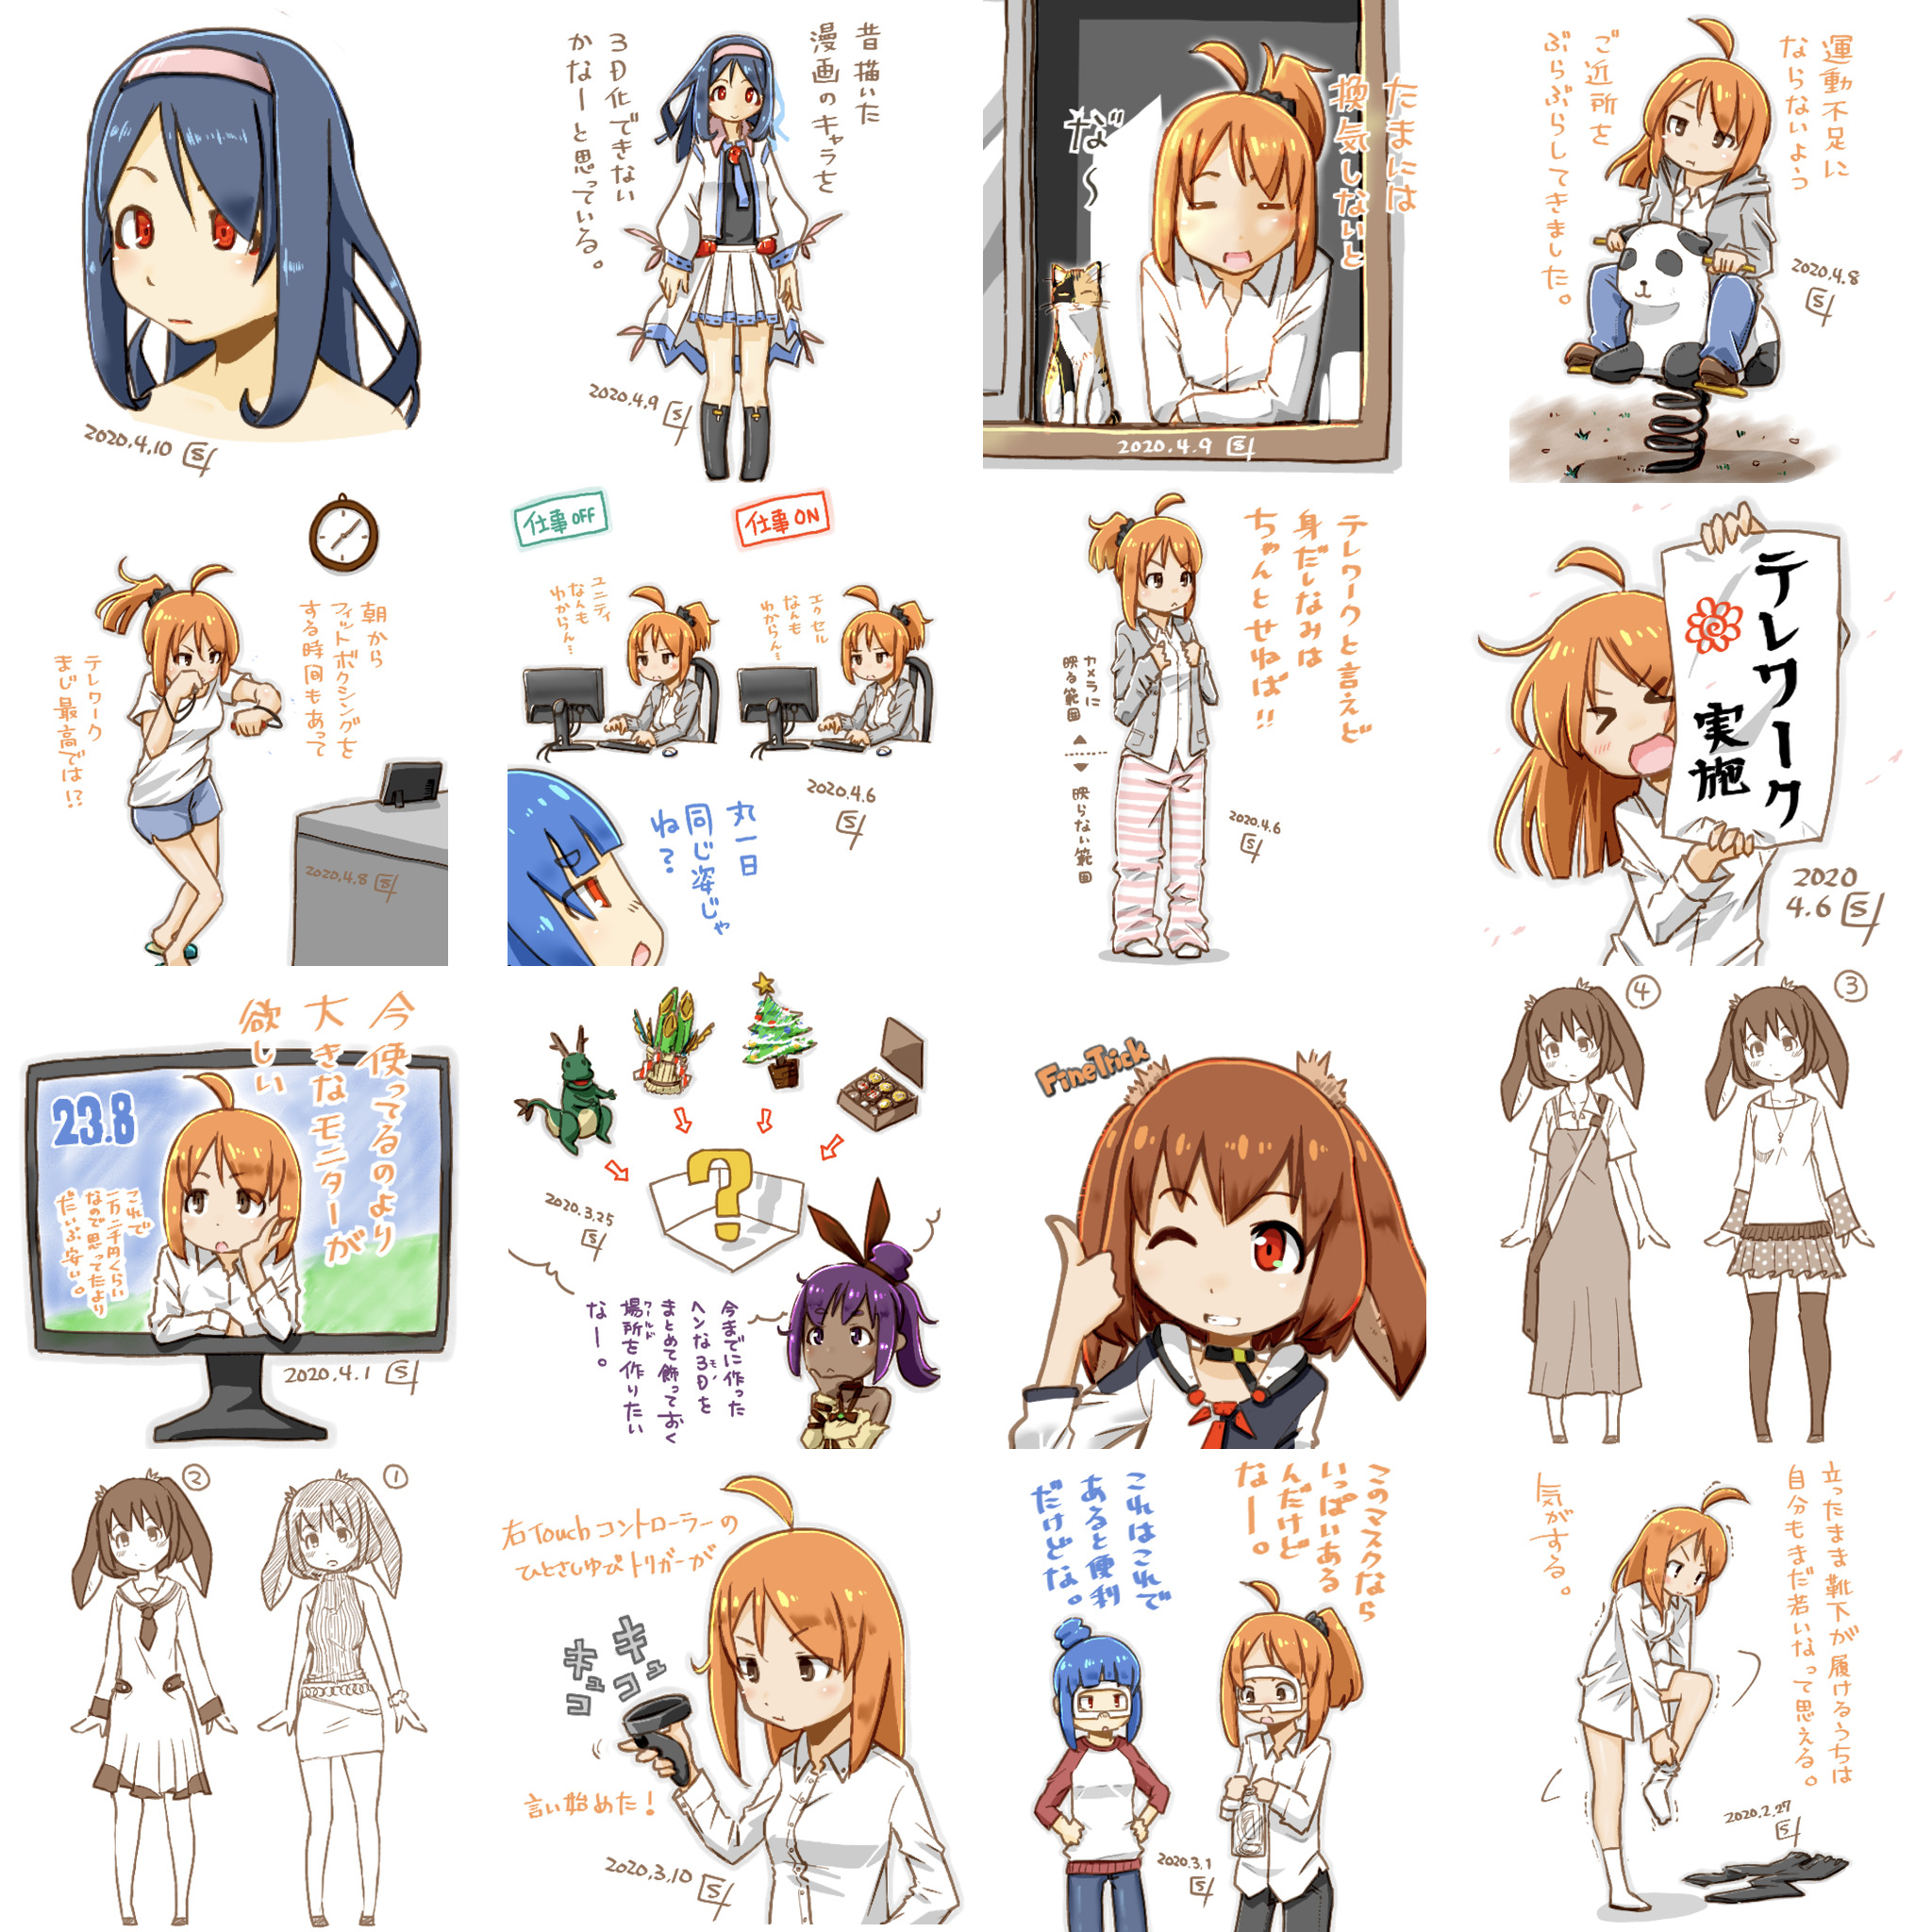 2020.4.10
昔描いた
漫画のキャラを
3D化できない
かなーと思っている。
2020.4.9
たまには
換気しないと
な〜
2020.4.9
運動不足に
ならないよう
ご近所を
ぶらぶらしてきました。
2020.4.8
朝から
フィットボクシングを
する時間もあって
テレワーク
まじ最高では!?
2020.4.8
仕事OFF
仕事ON
ユニティ
なんも
わからん…
エクセル
なんも
わからん…
2020.4.6
丸一日
同じ姿じゃ
ね?
テレワークと言えど
身だしなみは
ちゃんとせねば!!
カメラに
映る範囲
映らない範囲
2020.4.6
テレワーク
実施
2020
4.6
今使ってるのより
大きなモニターが
欲しい
23.8
これで
一万二千円くらい
なので思ってたより
だいぶ安い。
2020.4.1
?
2020.3.25
今までに作った
ヘンな3Dを
モノ
まとめて飾っておく
場所を作りたい
ワールド
なー。
FineTrick
④
③
②
①
右Touchコントローラーの
ひとさしゆびトリガーが
キュコキュコ
言い始めた!
2020.3.10
このマスクなら
いっぱいある
んだけど
なー。
これはこれで
あると便利
だけどな。
2020.3.1
立ったまま靴下が履けるうちは
自分もまだ若いなって思える。
気がする。
2020.2.27